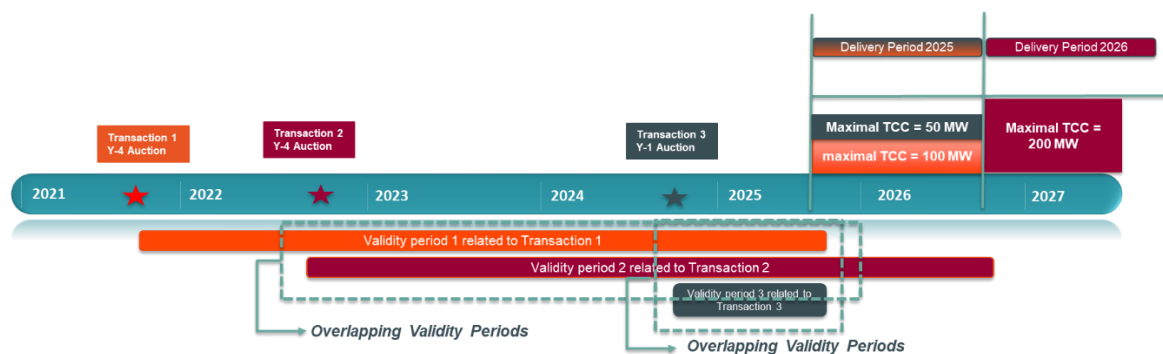 Delivery Period 2025
Delivery Period 2026
Transaction 1
Y-4 Auction
Transaction 2
Y-4 Auction
Transaction 3
Y-1 Auction
Maximal TCC = 50 MW
maximal TCC = 100 MW
Maximal TCC =
200 MW
2021
2022
2023
2024
2025
2026
2027
Validity period 1 related to Transaction 1
Validity period 2 related to Transaction 2
Validity period 3 related to
Transaction 3
Overlapping Validity Periods
Overlapping Validity Periods